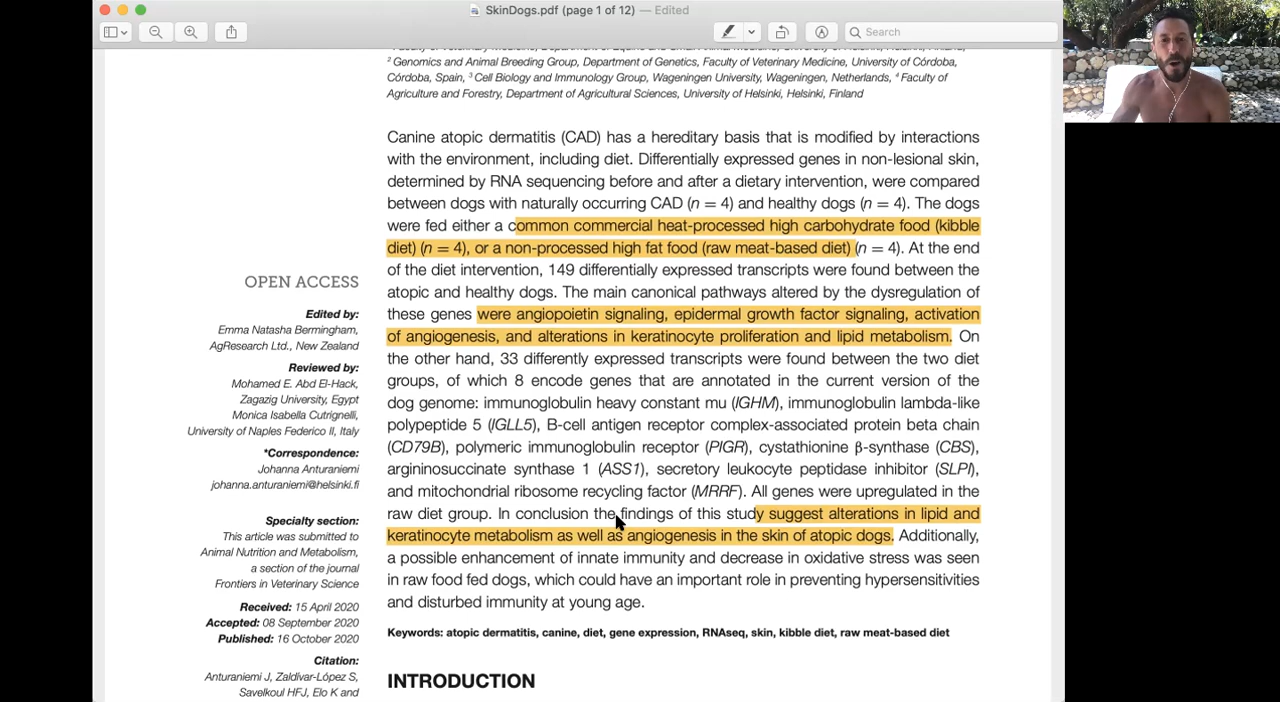 SkinDogs.pdf (page 1 of 12) — Edited
Search
² Genomics and Animal Breeding Group, Department of Genetics, Faculty of Veterinary Medicine, University of Córdoba,
Córdoba, Spain, ³ Cell Biology and Immunology Group, Wageningen University, Wageningen, Netherlands, ⁴ Faculty of
Agriculture and Forestry, Department of Agricultural Sciences, University of Helsinki, Helsinki, Finland
Canine atopic dermatitis (CAD) has a hereditary basis that is modified by interactions
with the environment, including diet. Differentially expressed genes in non-lesional skin,
determined by RNA sequencing before and after a dietary intervention, were compared
between dogs with naturally occurring CAD (n = 4) and healthy dogs (n = 4). The dogs
were fed either a common commercial heat-processed high carbohydrate food (kibble
diet) (n = 4), or a non-processed high fat food (raw meat-based diet) (n = 4). At the end
of the diet intervention, 149 differentially expressed transcripts were found between the
atopic and healthy dogs. The main canonical pathways altered by the dysregulation of
these genes were angiopoietin signaling, epidermal growth factor signaling, activation
of angiogenesis, and alterations in keratinocyte proliferation and lipid metabolism. On
the other hand, 33 differently expressed transcripts were found between the two diet
groups, of which 8 encode genes that are annotated in the current version of the
dog genome: immunoglobulin heavy constant mu (IGHM), immunoglobulin lambda-like
polypeptide 5 (IGLL5), B-cell antigen receptor complex-associated protein beta chain
(CD79B), polymeric immunoglobulin receptor (PIGR), cystathionine β-synthase (CBS),
argininosuccinate synthase 1 (ASS1), secretory leukocyte peptidase inhibitor (SLPI),
and mitochondrial ribosome recycling factor (MRRF). All genes were upregulated in the
raw diet group. In conclusion the findings of this study suggest alterations in lipid and
keratinocyte metabolism as well as angiogenesis in the skin of atopic dogs. Additionally,
a possible enhancement of innate immunity and decrease in oxidative stress was seen
in raw food fed dogs, which could have an important role in preventing hypersensitivities
and disturbed immunity at young age.
Keywords: atopic dermatitis, canine, diet, gene expression, RNAseq, skin, kibble diet, raw meat-based diet
INTRODUCTION
OPEN ACCESS
Edited by:
Emma Natasha Bermingham,
AgResearch Ltd., New Zealand
Reviewed by:
Mohamed E. Abd El-Hack,
Zagazig University, Egypt
Monica Isabella Cutrignelli,
University of Naples Federico II, Italy
*Correspondence:
Johanna Anturaniemi
johanna.anturaniemi@helsinki.fi
Specialty section:
This article was submitted to
Animal Nutrition and Metabolism,
a section of the journal
Frontiers in Veterinary Science
Received: 15 April 2020
Accepted: 08 September 2020
Published: 16 October 2020
Citation:
Anturaniemi J, Zaldívar-López S,
Savelkoul HFJ, Elo K and